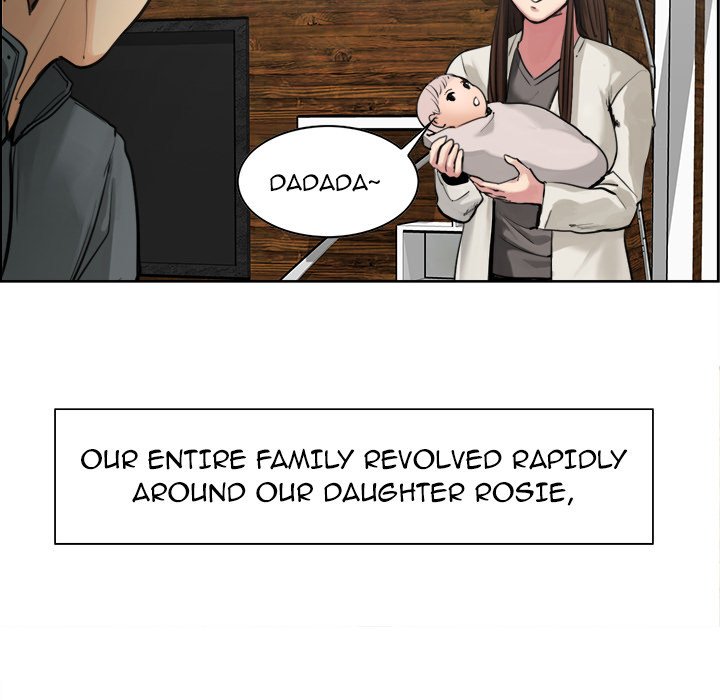 DADADA~
OUR ENTIRE FAMILY REVOLVED RAPIDLY
AROUND OUR DAUGHTER ROSIE,